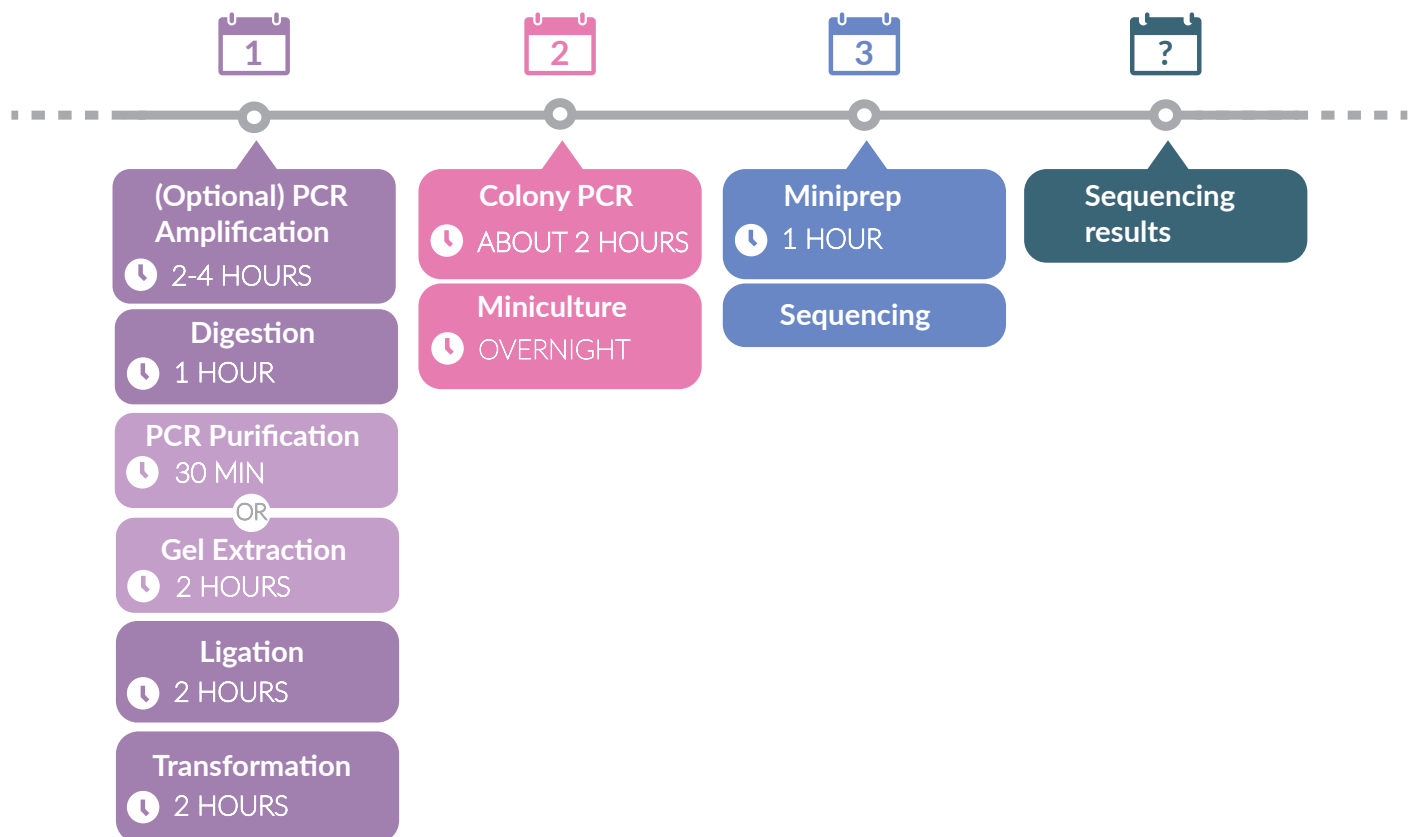 1
2
3
?
(Optional) PCR
Amplification
2-4 HOURS
Digestion
1 HOUR
PCR Purification
30 MIN
OR
Gel Extraction
2 HOURS
Ligation
2 HOURS
Transformation
2 HOURS
Colony PCR
ABOUT 2 HOURS
Miniculture
OVERNIGHT
Miniprep
1 HOUR
Sequencing
Sequencing
results